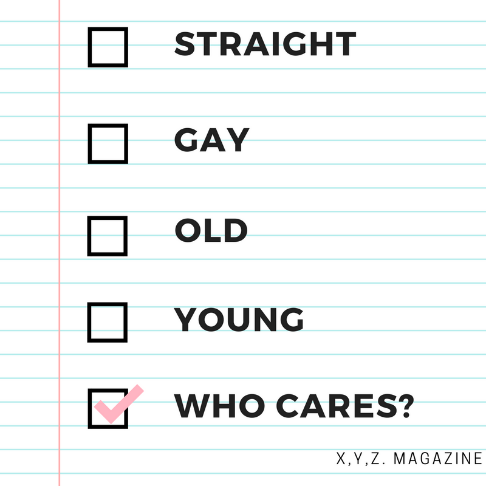 STRAIGHT
GAY
OLD
YOUNG
WHO CARES?
X,Y,Z. MAGAZINE